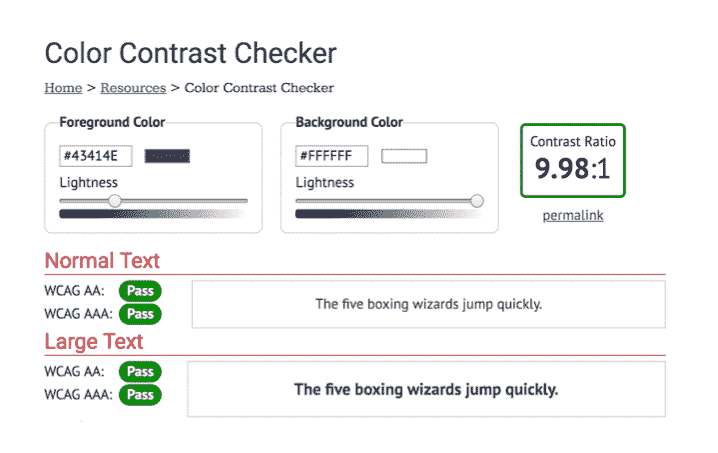 Color Contrast Checker
Home > Resources > Color Contrast Checker
Foreground Color
#43414E
Lightness
Background Color
#FFFFFF
Lightness
Contrast Ratio
9.98:1
permalink
Normal Text
WCAG AA: Pass
WCAG AAA: Pass
The five boxing wizards jump quickly.
Large Text
WCAG AA: Pass
WCAG AAA: Pass
The five boxing wizards jump quickly.